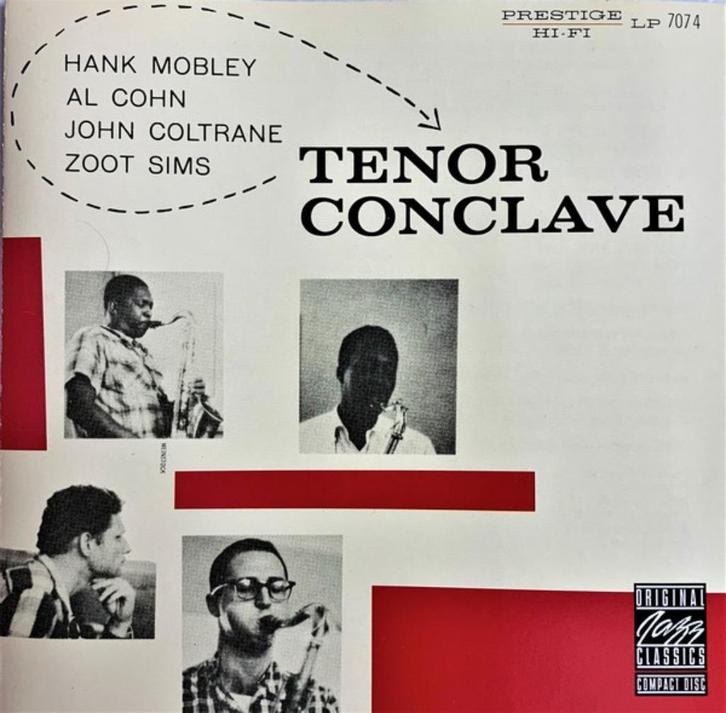 PRESTIGE LP 7074
HI-FI
HANK MOBLEY
AL COHN
JOHN COLTRANE
ZOOT SIMS
TENOR
CONCLAVE
WEINSTOCK
ORIGINAL
Jazz
CLASSICS
COMPACT DISC